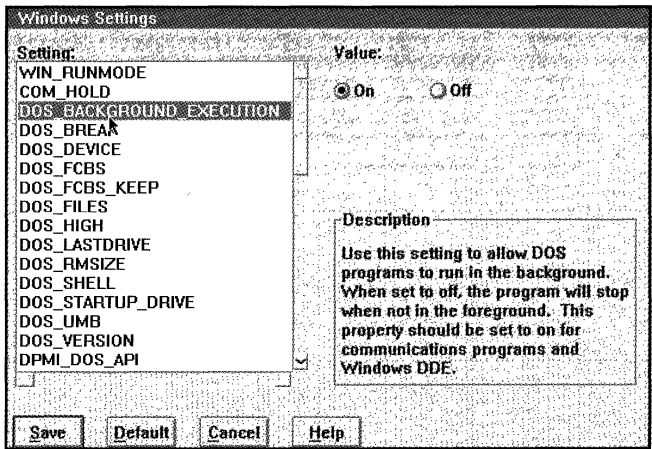 Windows Settings
Setting:
WIN_RUNMODE
COM_HOLD
DOS_BACKGROUND_EXECUTION
DOS_BREAK
DOS_DEVICE
DOS_FCBS
DOS_FCBS_KEEP
DOS_FILES
DOS_HIGH
DOS_LASTDRIVE
DOS_RMSIZE
DOS_SHELL
DOS_STARTUP_DRIVE
DOS_UMB
DOS_VERSION
DPMI_DOS_API
Value:
On
Off
Description
Use this setting to allow DOS
programs to run in the background.
When set to off, the program will stop
when not in the foreground. This
property should be set to on for
communications programs and
Windows DDE.
Save
Default
Cancel
Help